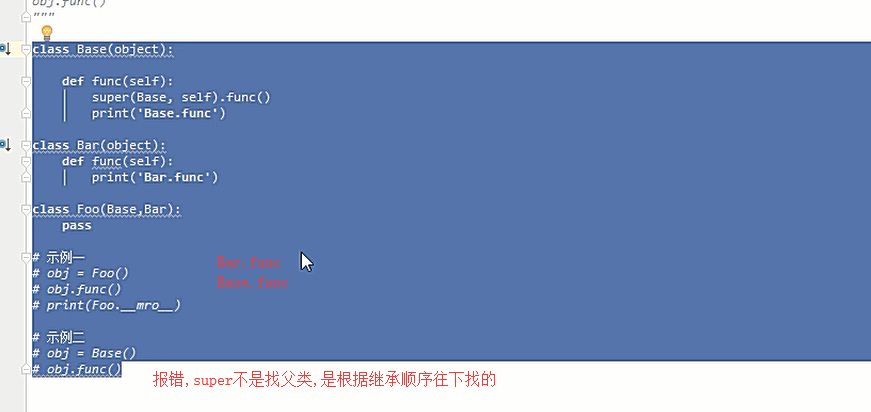 obj.func()
"""
class Base(object):
def func(self):
super(Base, self).func()
print('Base.func')
class Bar(object):
def func(self):
print('Bar.func')
class Foo(Base,Bar):
pass
# 示例一
# obj = Foo()
# obj.func()
# print(Foo.__mro__)
Bar.func
Base.func
# 示例二
# obj = Base()
# obj.func()
报错,super不是找父类,是根据继承顺序往下找的